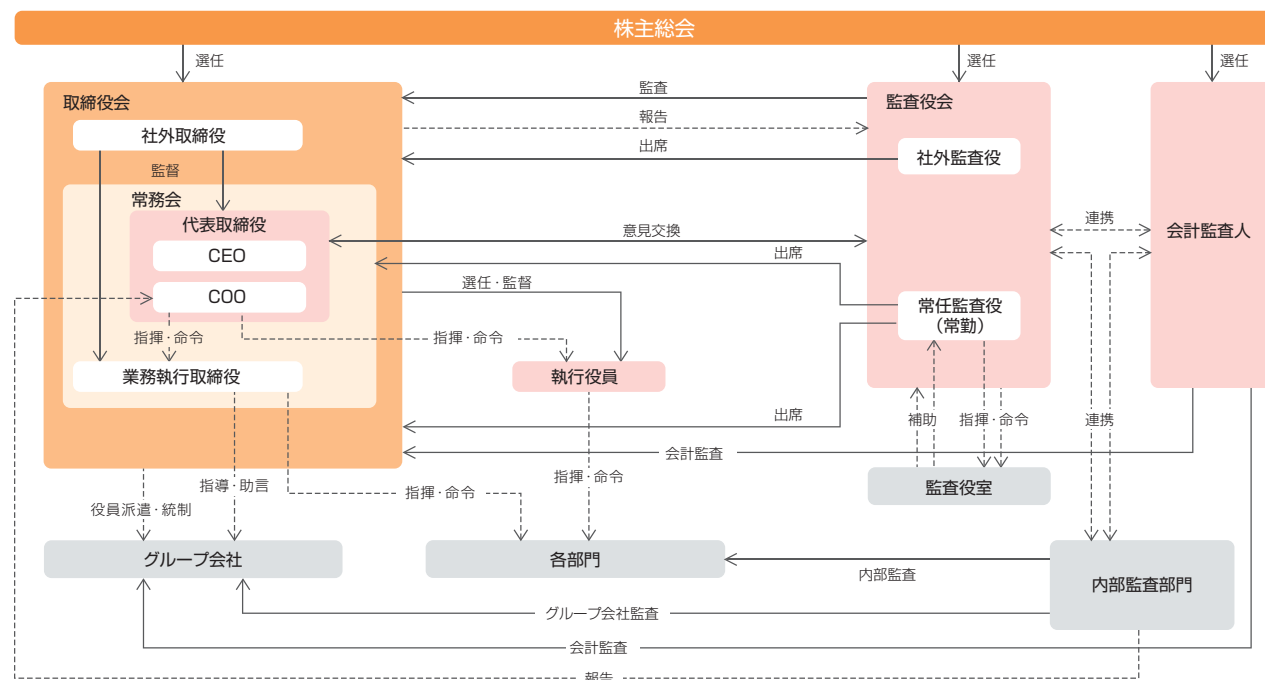 株主総会
選任
選任
選任
取締役会
監査
監査役会
社外取締役
報告
出席
社外監査役
監督
常務会
代表取締役
意見交換
連携
会計監査人
CEO
出席
選任・監督
COO
常任監査役
（常勤）
指揮・命令
指揮・命令
業務執行取締役
執行役員
出席
補助
指揮・命令
連携
会計監査
指導・助言
指揮・命令
指揮・命令
監査役室
役員派遣・統制
グループ会社
各部門
内部監査
内部監査部門
グループ会社監査
会計監査
報告